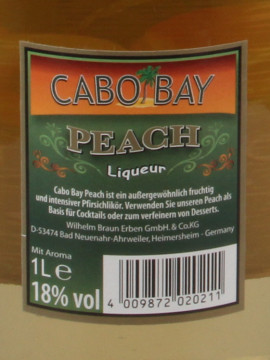 CABO BAY
PEACH
Liqueur
Cabo Bay Peach ist ein außergewöhnlich fruchtig
und intensiver Pfirsichlikör. Verwenden Sie unseren Peach als
Basis für Cocktails oder zum verfeinern von Desserts.
Wilhelm Braun Erben GmbH. & Co.KG
D-53474 Bad Neuenahr-Ahrweiler, Heimersheim - Germany
Mit Aroma
1L e
18% vol
4 009872 020211